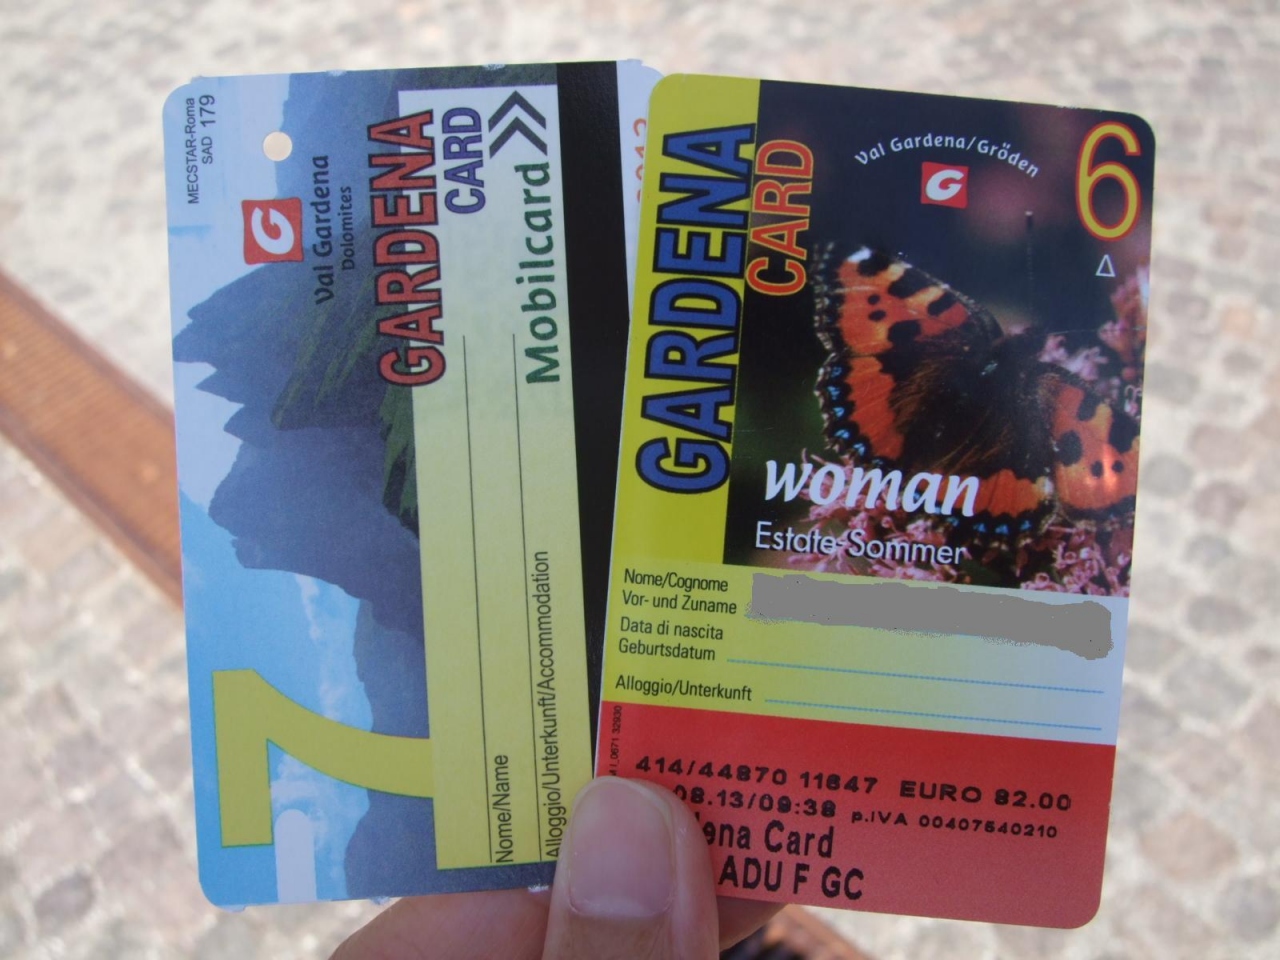 MECSTAR-Roma
SAD 179
G
Val Gardena
Dolomites
GARDENA
CARD
Mobilcard
7
Nome/Name
Alloggio/Unterkunft/Accommodation
GARDENA
CARD
Val Gardena/Gröden
G
6
woman
Estate-Sommer
Nome/Cognome
Vor- und Zuname
Data di nascita
Geburtsdatum
Alloggio/Unterkunft
414/44870 11647 EURO 82.00
08.13/09:38 p.IVA 00407540210
Card
ADU F GC